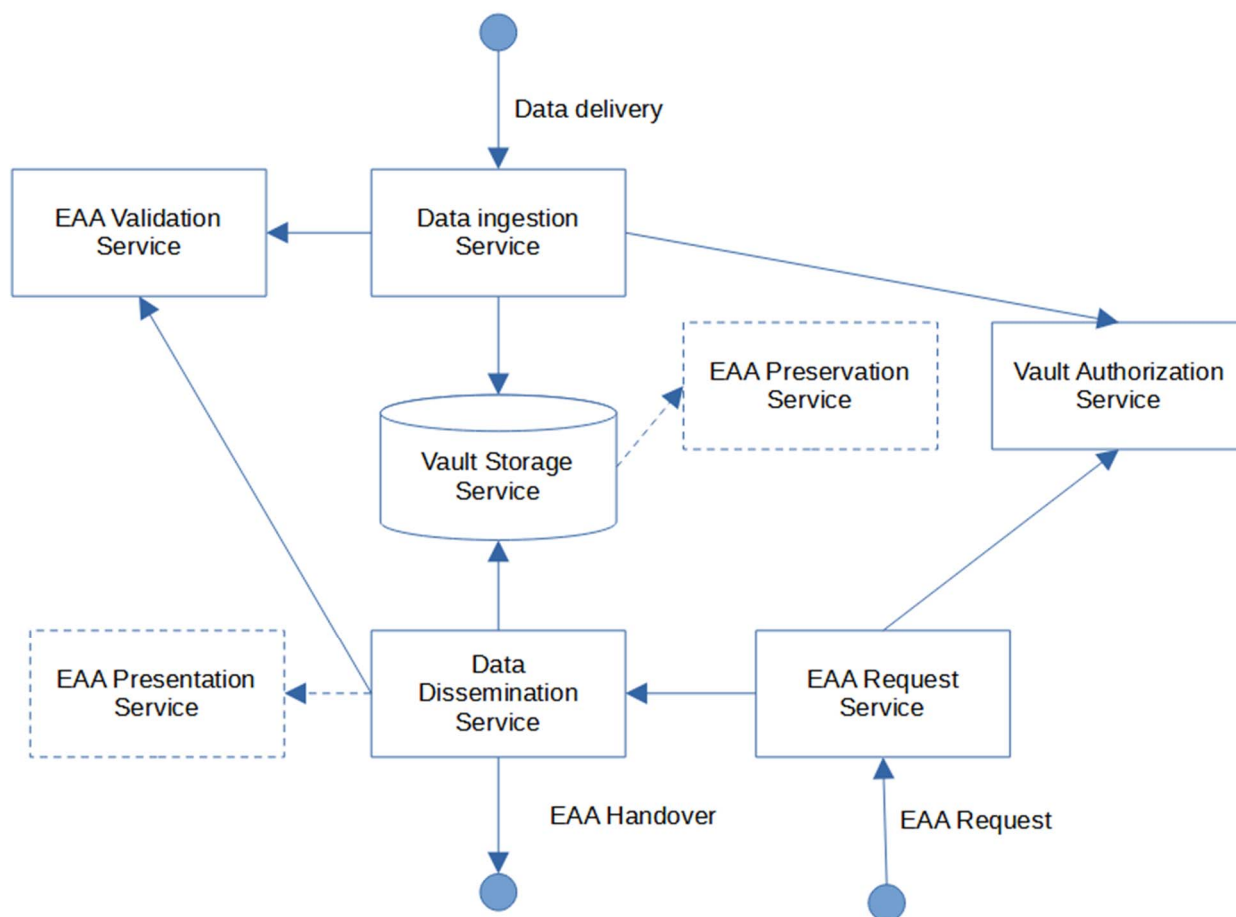 Data delivery
EAA Validation
Service
Data ingestion
Service
EAA Preservation
Service
Vault Authorization
Service
Vault Storage
Service
EAA Presentation
Service
Data
Dissemination
Service
EAA Request
Service
EAA Handover
EAA Request